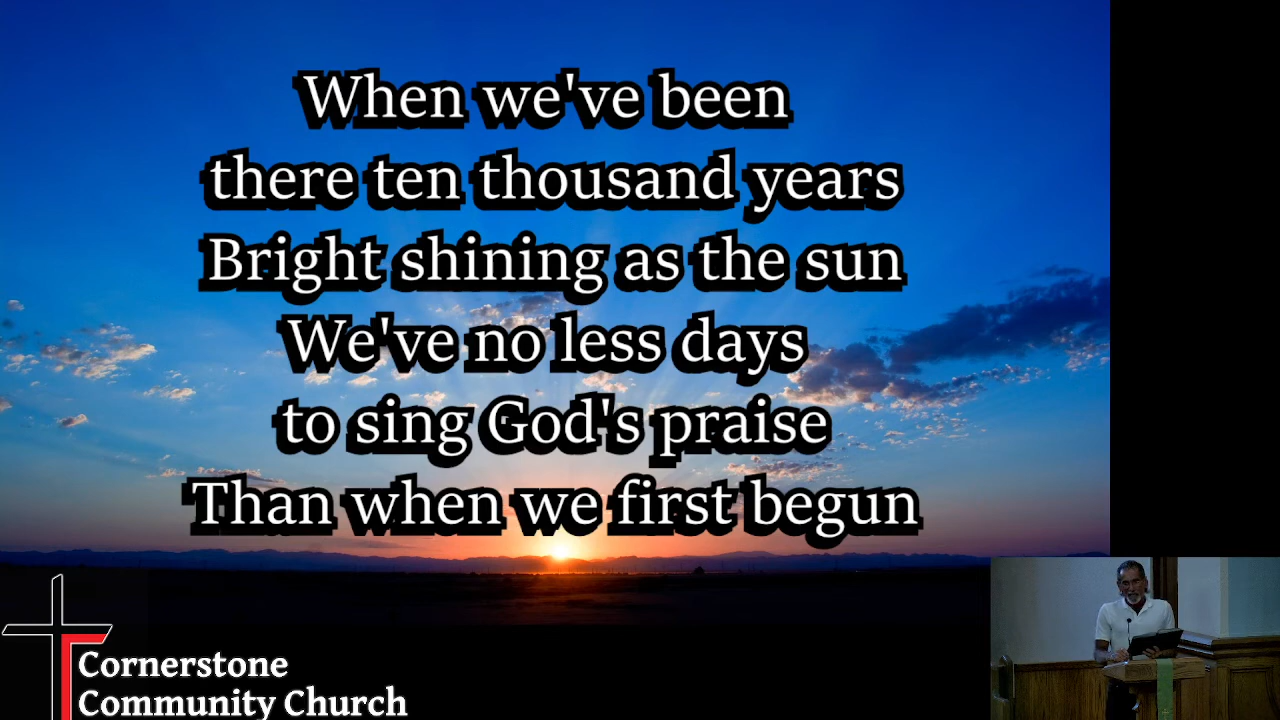 When we've been
there ten thousand years
Bright shining as the sun
We've no less days
to sing God's praise
Than when we first begun
Cornerstone
Community Church